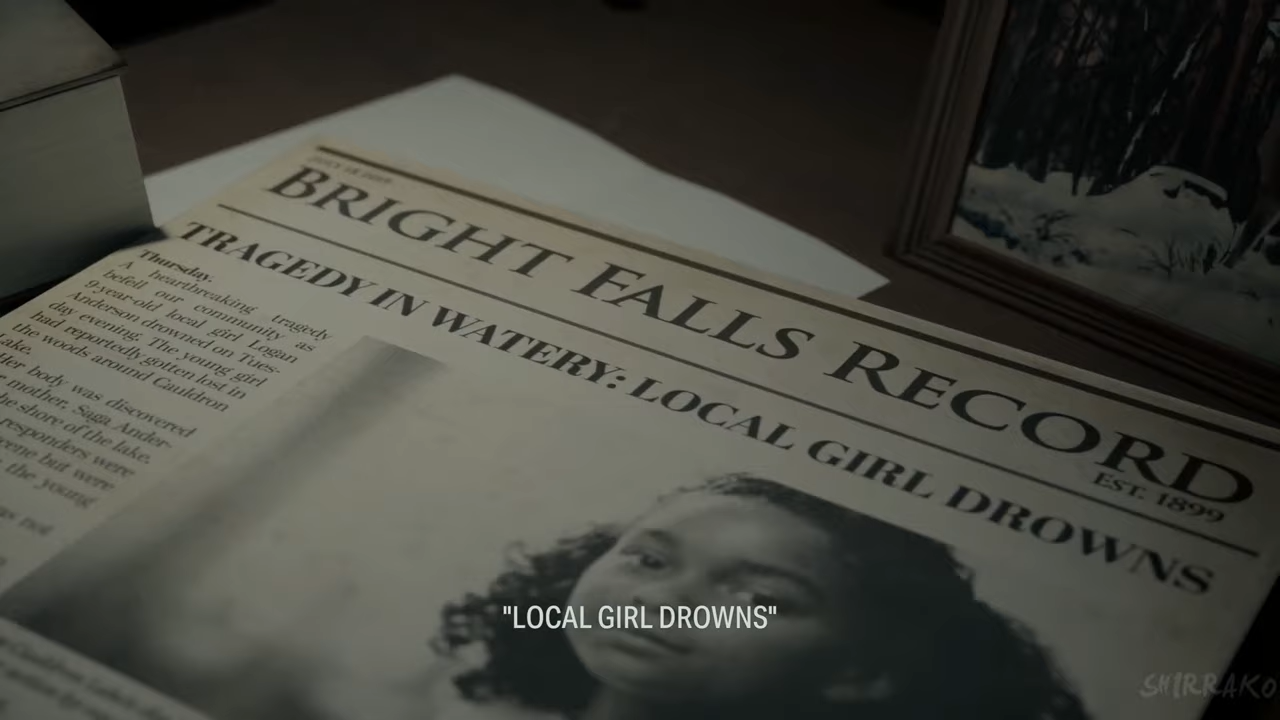 BRIGHT FALLS RECORD
EST. 1899
TRAGEDY IN WATERY: LOCAL GIRL DROWNS
Thursday.
A heartbreaking tragedy
befell our community as
9-year-old local girl Logan
Anderson drowned on Tues-
day evening. The young girl
had reportedly gotten lost in
the woods around Cauldron
Lake.
Her body was discovered
mother, Saga Ander-
shore of the lake.
responders were
but were
the young
not
"LOCAL GIRL DROWNS"
SHIRRAKO